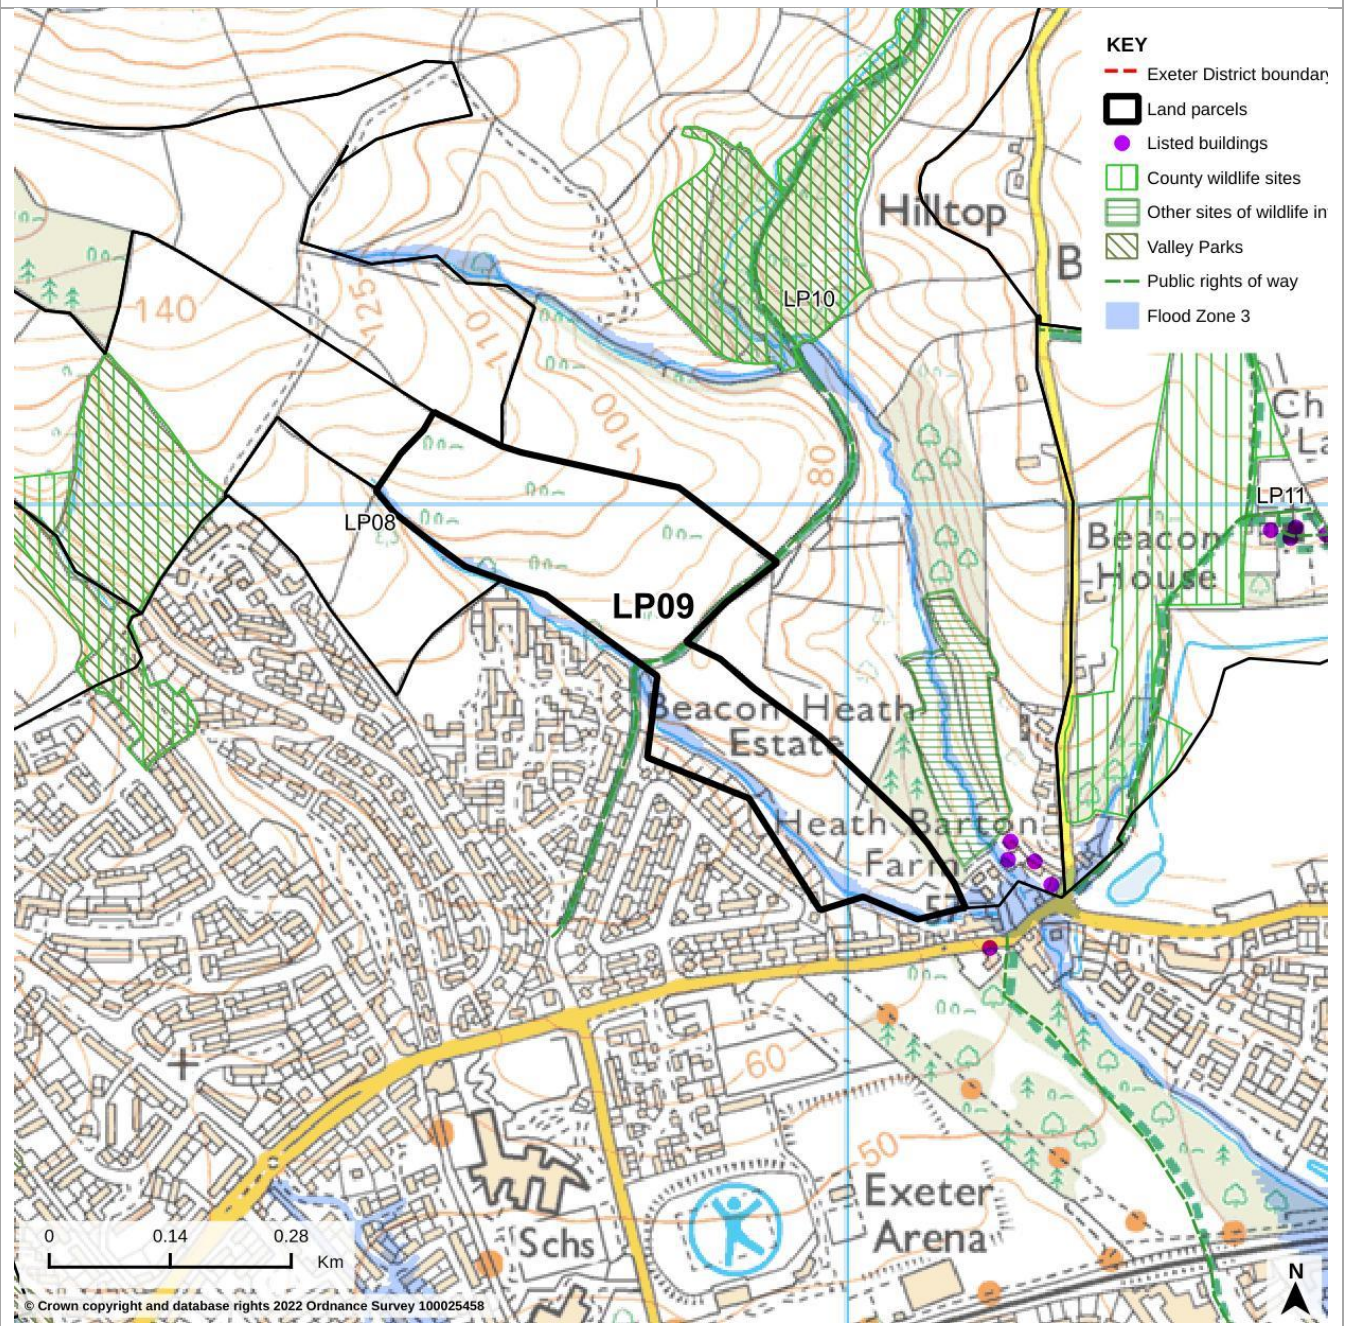 KEY
Exeter District boundary
Land parcels
Listed buildings
County wildlife sites
Other sites of wildlife in
Valley Parks
Public rights of way
Flood Zone 3
Hilltop
B
LP10
140
125
110
100
80
Ch
La
LP11
LP08
Beacon
House
LP09
Beacon Heath
Estate
Heath Barton
Farm
60
50
Exeter
Arena
Schs
0 0.14 0.28
Km
N
© Crown copyright and database rights 2022 Ordnance Survey 100025458